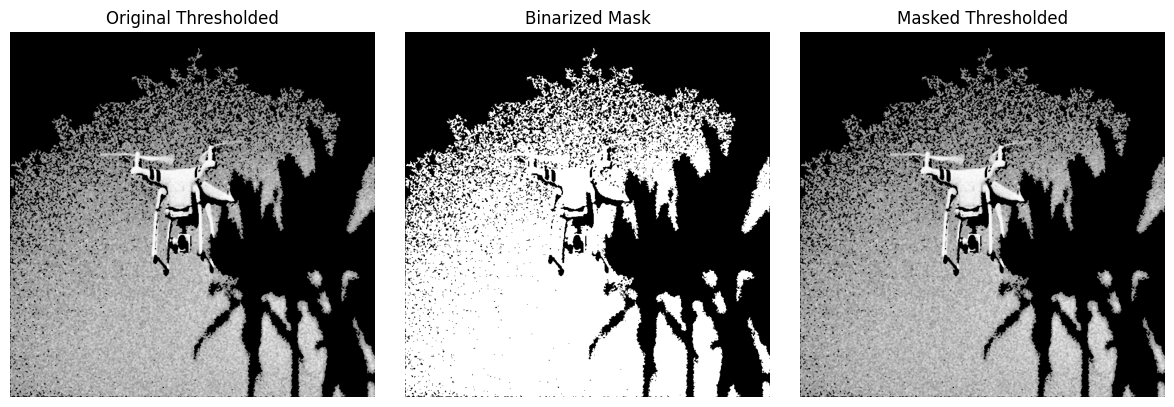 Original Thresholded
Binarized Mask
Masked Thresholded